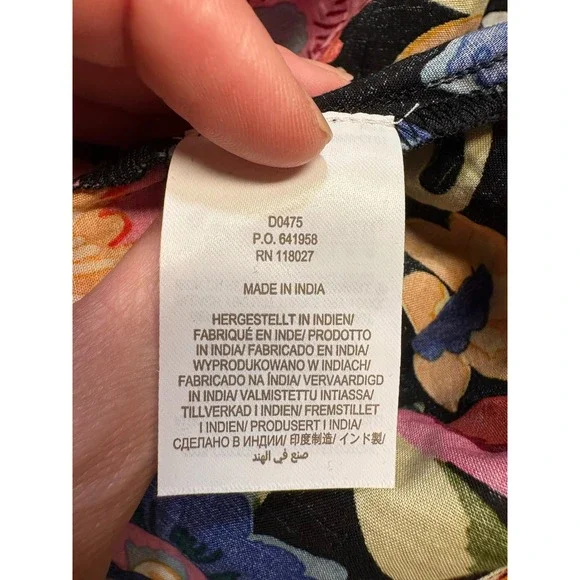 D0475
P.O. 641958
RN 118027
MADE IN INDIA
HERGESTELLT IN INDIEN/
FABRIQUÉ EN INDE/ PRODOTTO
IN INDIA/ FABRICADO EN INDIA/
WYPRODUKOWANO W INDIACH/
FABRICADO NA ÍNDIA/ VERVAARDIGD
IN INDIA/ VALMISTETTU INTIASSA/
TILLVERKAD I INDIEN/ FREMSTILLET
I INDIEN/ PRODUSERT I INDIA/
СДЕЛАНО В ИНДИИ/ 印度制造/ インド製/
صنع في الهند